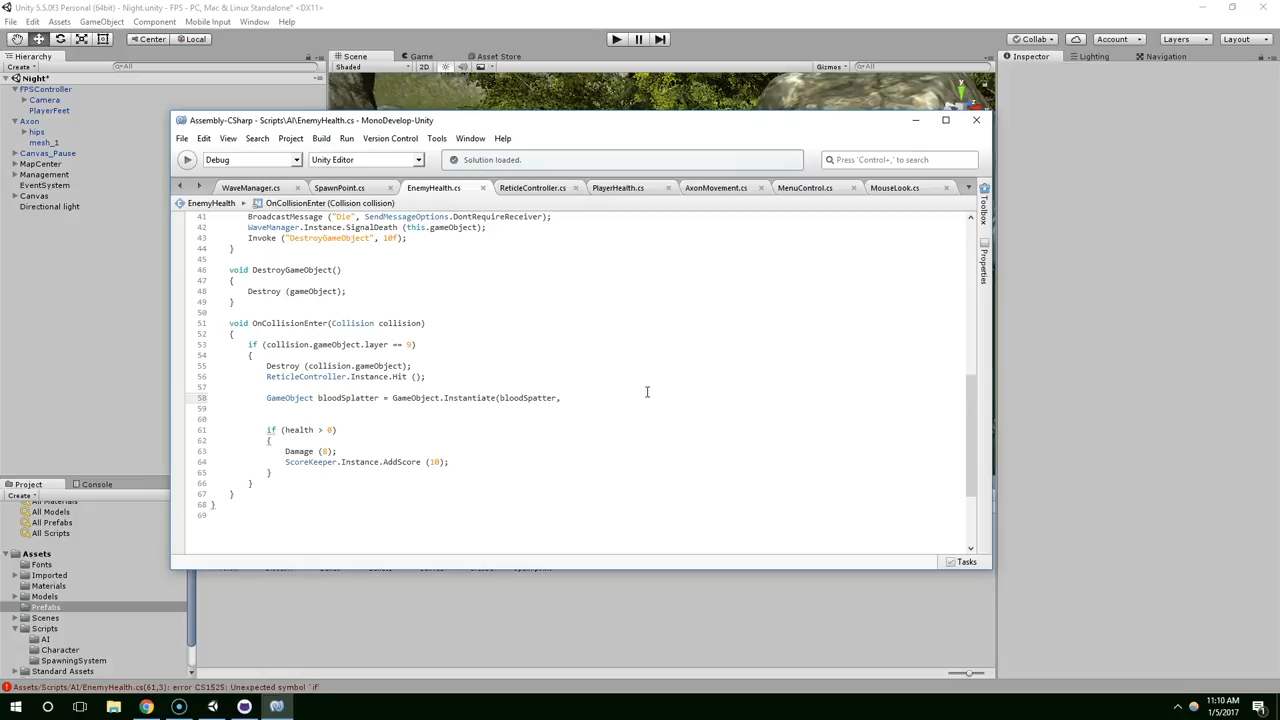 Unity 5.5.0f3 Personal (64bit) - Night.unity - FPS - PC, Mac & Linux Standalone* <DX11>
File Edit Assets GameObject Component Mobile Input Window Help
Center Local Collab Account Layers Layout
Hierarchy Scene Game Asset Store Inspector Lighting Navigation
Create All Shaded 2D Gizmos All
Night*
FPSController
Camera
PlayerFeet
Axon
hips
mesh_1
Canvas_Pause
MapCenter
Management
EventSystem
Canvas
Directional light
Assembly-CSharp - Scripts\AI\EnemyHealth.cs - MonoDevelop-Unity
File Edit View Search Project Build Run Version Control Tools Window Help
Debug Unity Editor Solution loaded. Press 'Control+,' to search
WaveManager.cs SpawnPoint.cs EnemyHealth.cs ReticleController.cs PlayerHealth.cs AxonMovement.cs MenuControl.cs MouseLook.cs
EnemyHealth OnCollisionEnter (Collision collision)
Toolbox
Properties
41 BroadcastMessage ("Die", SendMessageOptions.DontRequireReceiver);
42 WaveManager.Instance.SignalDeath (this.gameObject);
43 Invoke ("DestroyGameObject", 10f);
44 }
45
46 void DestroyGameObject()
47 {
48 Destroy (gameObject);
49 }
50
51 void OnCollisionEnter(Collision collision)
52 {
53 if (collision.gameObject.layer == 9)
54 {
55 Destroy (collision.gameObject);
56 ReticleController.Instance.Hit ();
57
58 GameObject bloodSplatter = GameObject.Instantiate(bloodSpatter,
59
60
61 if (health > 0)
62 {
63 Damage (8);
64 ScoreKeeper.Instance.AddScore (10);
65 }
66 }
67 }
68 }
69
Tasks
Project Console
Create
All Materials
All Models
All Prefabs
All Scripts
Assets
Fonts
Imported
Materials
Models
Prefabs
Scenes
Scripts
AI
Character
SpawningSystem
Standard Assets
Assets/Scripts/AI/EnemyHealth.cs(61,3): error CS1525: Unexpected symbol `if'
11:10 AM
1/5/2017